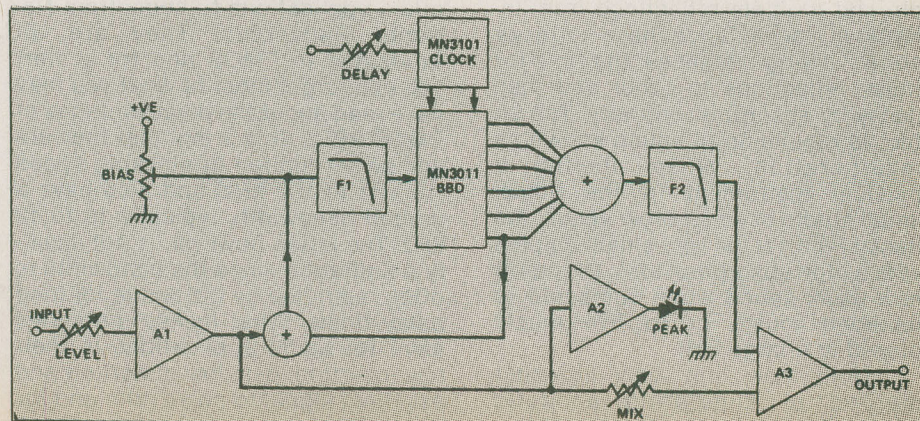 MN3101
CLOCK
DELAY
+VE
BIAS
F1
MN3011
BBD
+
F2
INPUT
LEVEL
A1
+
A2
PEAK
MIX
A3
OUTPUT